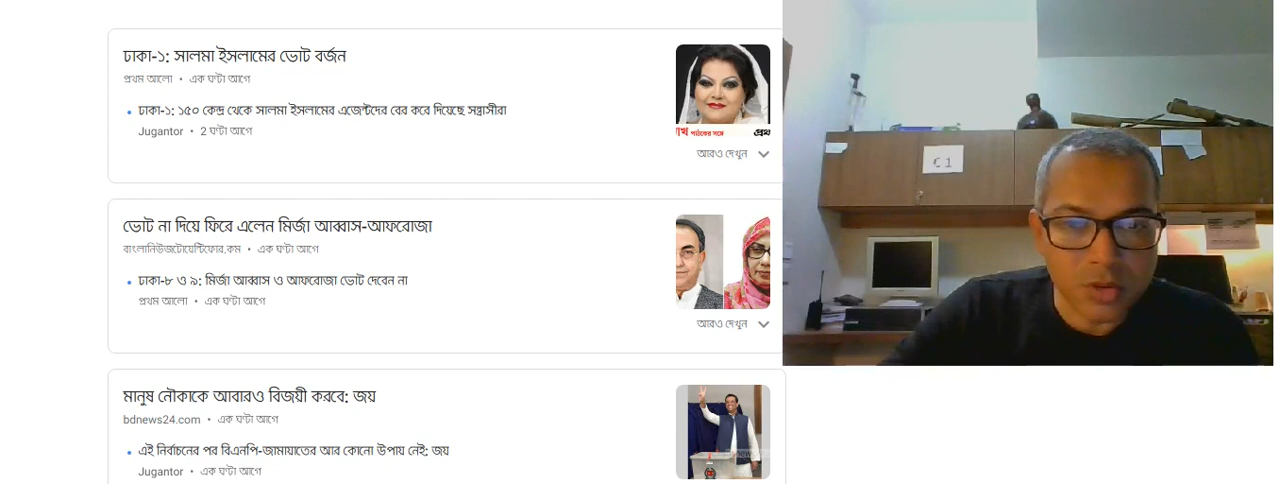 ঢাকা-১: সালমা ইসলামের ভোট বর্জন
প্রথম আলো • এক ঘণ্টা আগে
• ঢাকা-১: ১৫০ কেন্দ্র থেকে সালমা ইসলামের এজেন্টদের বের করে দিয়েছে সন্ত্রাসীরা
Jugantor • 2 ঘণ্টা আগে
পাঠকের সঙ্গে
আরও দেখুন
ভোট না দিয়ে ফিরে এলেন মির্জা আব্বাস-আফরোজা
বাংলানিউজটোয়েন্টিফোর.কম • এক ঘণ্টা আগে
• ঢাকা-৮ ও ৯: মির্জা আব্বাস ও আফরোজা ভোট দেবেন না
প্রথম আলো • এক ঘণ্টা আগে
আরও দেখুন
মানুষ নৌকাকে আবারও বিজয়ী করবে: জয়
bdnews24.com • এক ঘণ্টা আগে
• এই নির্বাচনের পর বিএনপি-জামায়াতের আর কোনো উপায় নেই: জয়
Jugantor • এক ঘণ্টা আগে
C 1